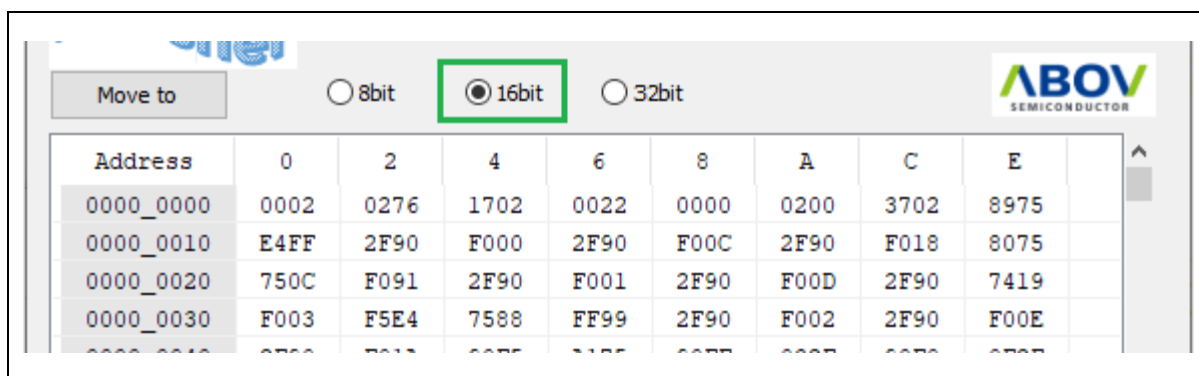 Move to 8bit 16bit 32bit ABOV
SEMICONDUCTOR
Address 0 2 4 6 8 A C E
0000_0000 0002 0276 1702 0022 0000 0200 3702 8975
0000_0010 E4FF 2F90 F000 2F90 F00C 2F90 F018 8075
0000_0020 750C F091 2F90 F001 2F90 F00D 2F90 7419
0000_0030 F003 F5E4 7588 FF99 2F90 F002 2F90 F00E